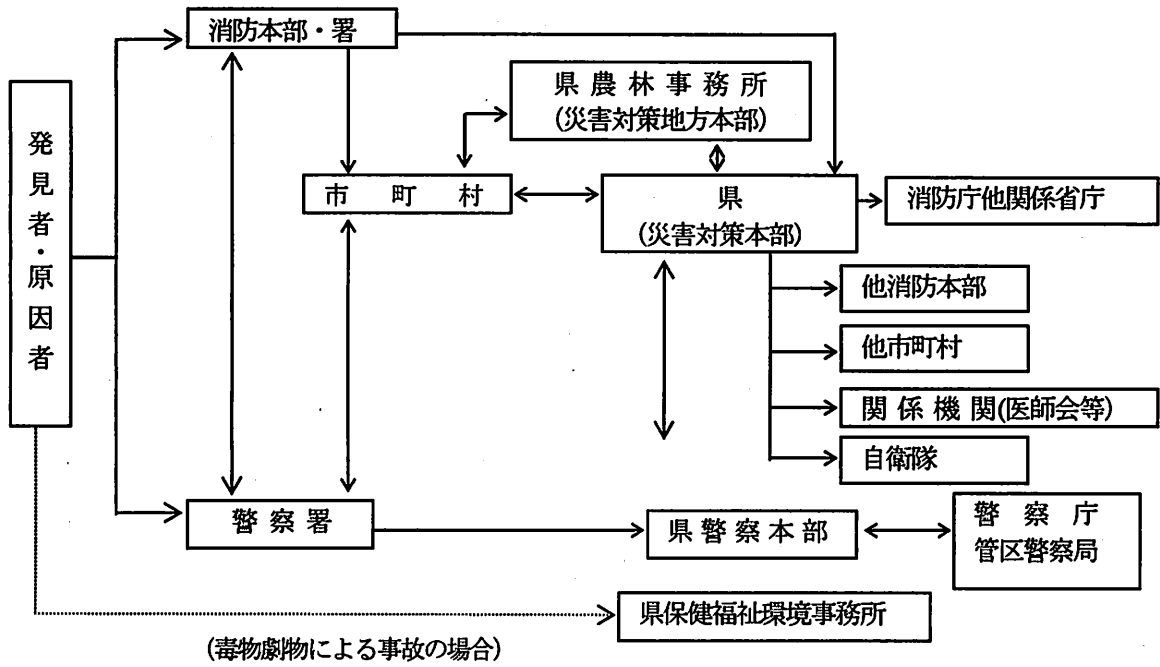 消防本部・署
県農林事務所
(災害対策地方本部)
発見者・原因者
市町村
県
(災害対策本部)
消防庁他関係省庁
他消防本部
他市町村
関係機関(医師会等)
自衛隊
警察署
県警察本部
警察庁
管区警察局
県保健福祉環境事務所
(毒物劇物による事故の場合)